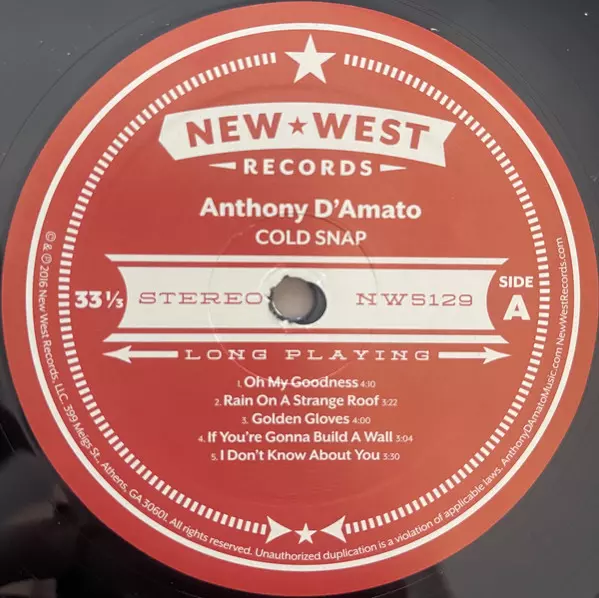 NEW★WEST
RECORDS
Anthony D'Amato
COLD SNAP
33 ⅓ STEREO NW5129 SIDE A
LONG PLAYING
1. Oh My Goodness 4:10
2. Rain On A Strange Roof 3:22
3. Golden Gloves 4:00
4. If You're Gonna Build A Wall 3:04
5. I Don't Know About You 3:30
© & ℗ 2016 New West Records, LLC. 399 Meigs St., Athens, GA 30601. All rights reserved. Unauthorized duplication is a violation of applicable laws. AnthonyDAmatoMusic.com NewWestRecords.com